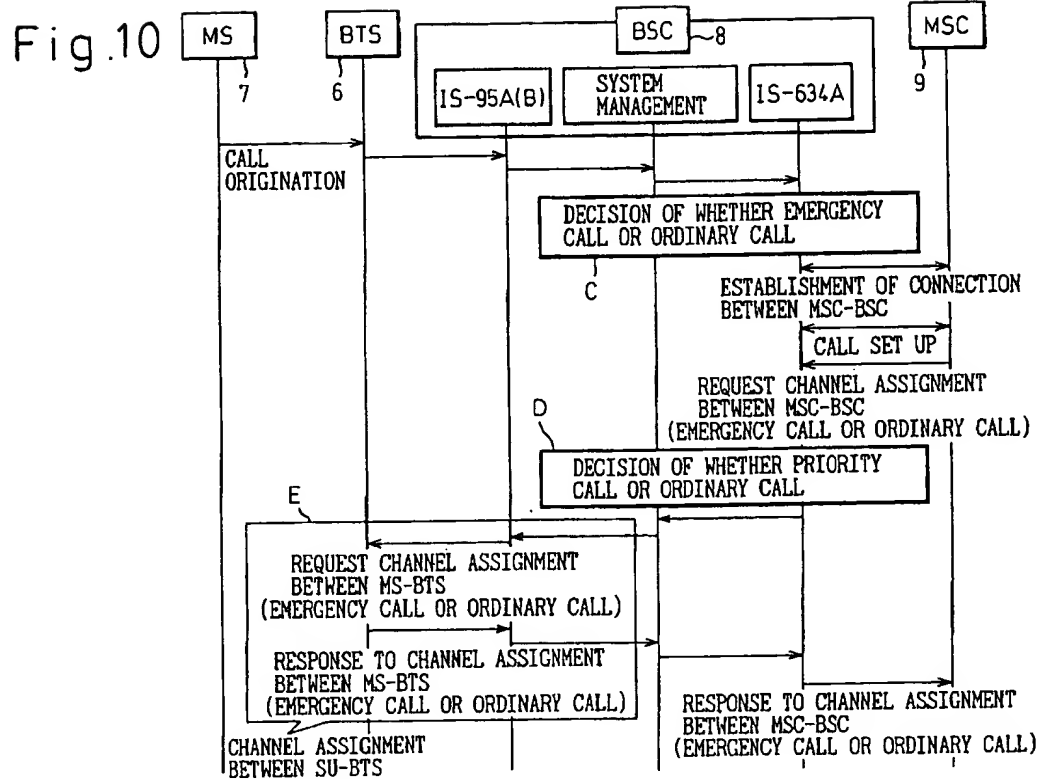 Fig.10
MS
BTS
BSC
MSC
7
6
8
9
IS-95A(B)
SYSTEM
MANAGEMENT
IS-634A
CALL
ORIGINATION
DECISION OF WHETHER EMERGENCY
CALL OR ORDINARY CALL
C
ESTABLISHMENT OF CONNECTION
BETWEEN MSC-BSC
CALL SET UP
REQUEST CHANNEL ASSIGNMENT
BETWEEN MSC-BSC
(EMERGENCY CALL OR ORDINARY CALL)
D
DECISION OF WHETHER PRIORITY
CALL OR ORDINARY CALL
E
REQUEST CHANNEL ASSIGNMENT
BETWEEN MS-BTS
(EMERGENCY CALL OR ORDINARY CALL)
RESPONSE TO CHANNEL ASSIGNMENT
BETWEEN MS-BTS
(EMERGENCY CALL OR ORDINARY CALL)
RESPONSE TO CHANNEL ASSIGNMENT
BETWEEN MSC-BSC
(EMERGENCY CALL OR ORDINARY CALL)
CHANNEL ASSIGNMENT
BETWEEN SU-BTS